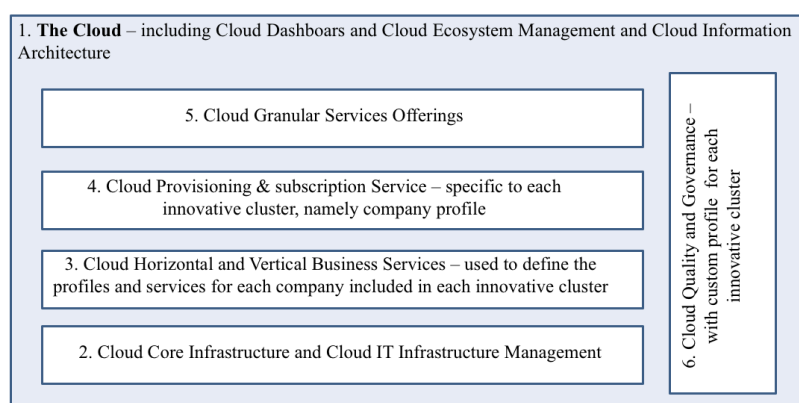 1. The Cloud – including Cloud Dashboars and Cloud Ecosystem Management and Cloud Information
Architecture
5. Cloud Granular Services Offerings
4. Cloud Provisioning & subscription Service – specific to each
innovative cluster, namely company profile
3. Cloud Horizontal and Vertical Business Services – used to define the
profiles and services for each company included in each innovative cluster
2. Cloud Core Infrastructure and Cloud IT Infrastructure Management
6. Cloud Quality and Governance –
with custom profile for each
innovative cluster